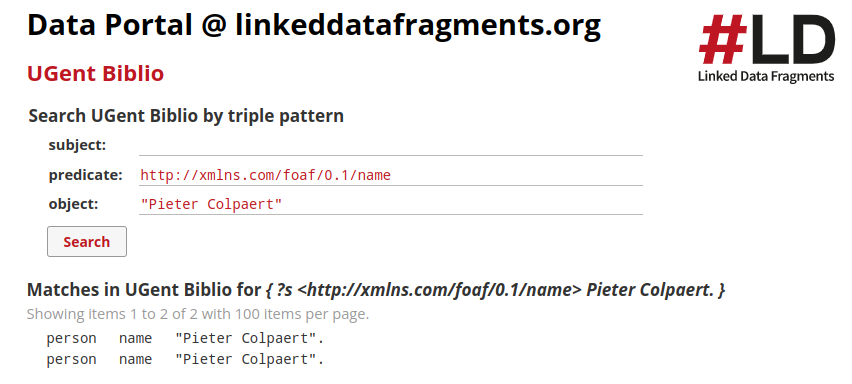 Data Portal @ linkeddatafragments.org
#LD
Linked Data Fragments
UGent Biblio
Search UGent Biblio by triple pattern
subject:
predicate: http://xmlns.com/foaf/0.1/name
object: "Pieter Colpaert"
Search
Matches in UGent Biblio for { ?s <http://xmlns.com/foaf/0.1/name> Pieter Colpaert. }
Showing items 1 to 2 of 2 with 100 items per page.
person name "Pieter Colpaert".
person name "Pieter Colpaert".